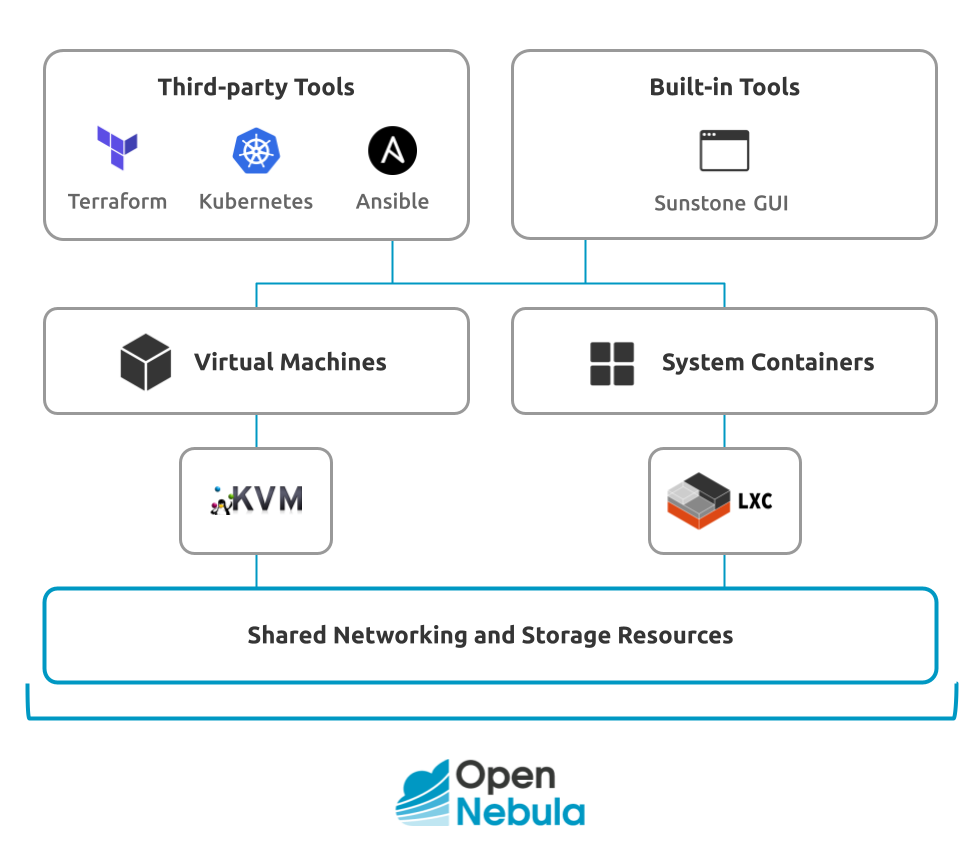 Third-party Tools
Built-in Tools
Terraform
Kubernetes
Ansible
Sunstone GUI
Virtual Machines
System Containers
KVM
LXC
Shared Networking and Storage Resources
Open
Nebula